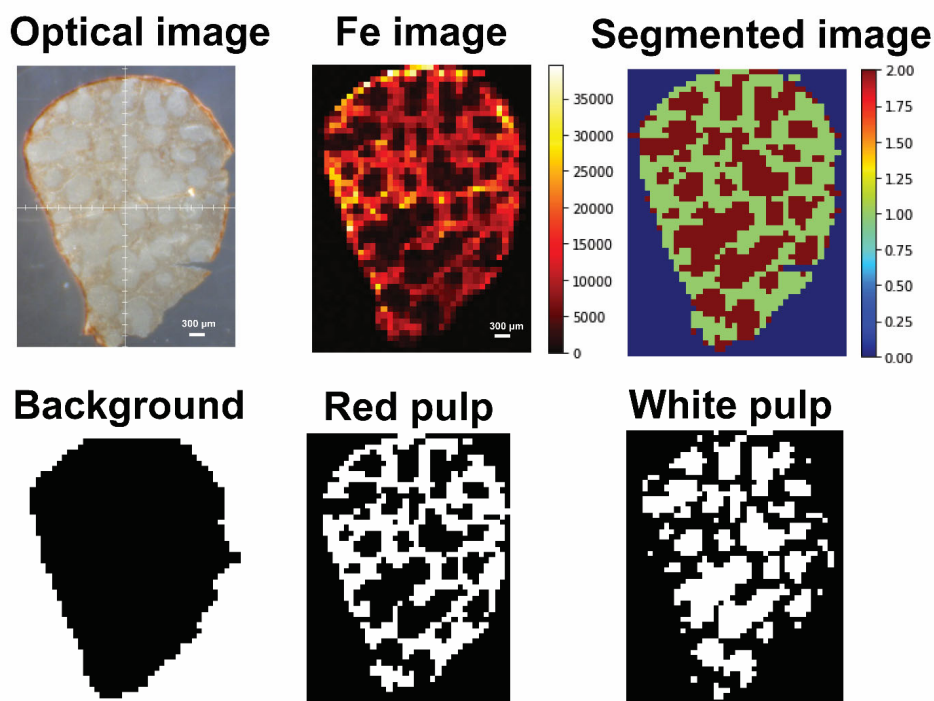 Optical image
Fe image
Segmented image
300 µm
35000
30000
25000
20000
15000
10000
5000
0
300 µm
2.00
1.75
1.50
1.25
1.00
0.75
0.50
0.25
0.00
Background
Red pulp
White pulp